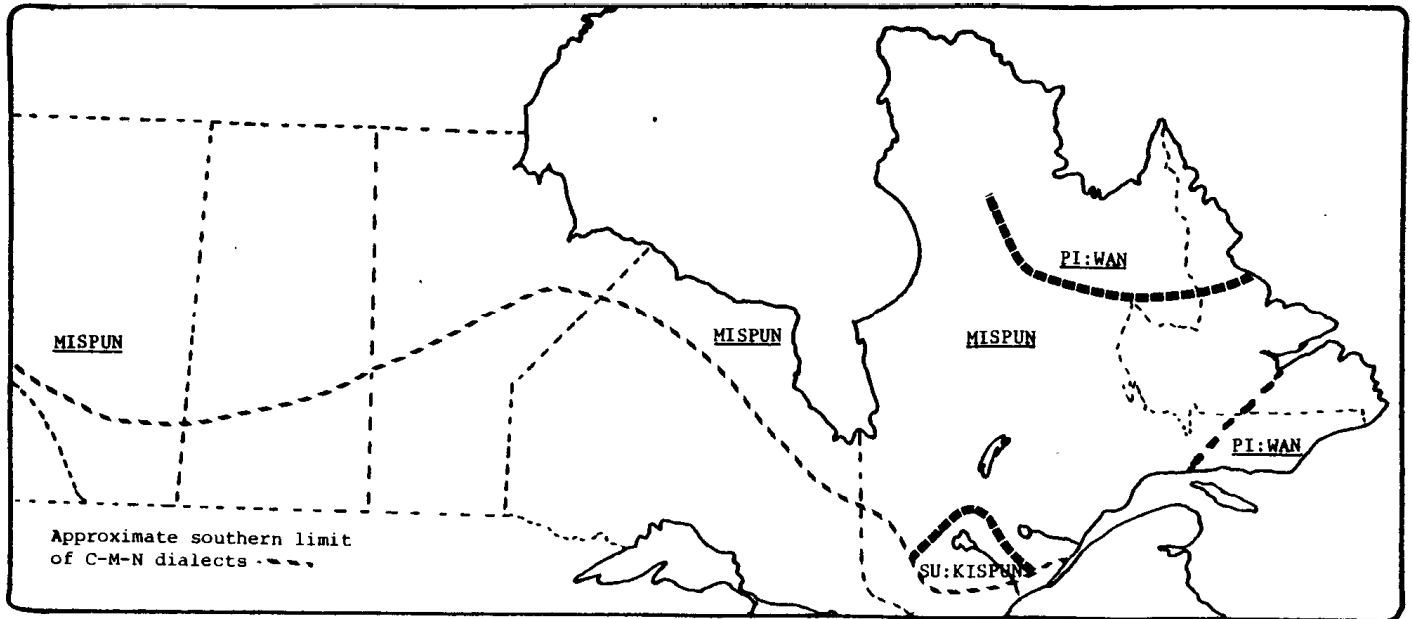 PI:WAN
MISPUN
MISPUN
MISPUN
PI:WAN
Approximate southern limit
of C-M-N dialects
SU:KISPUN